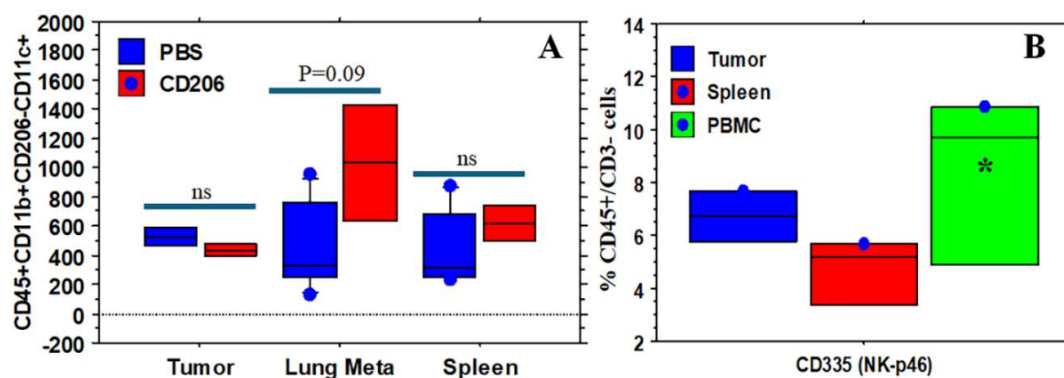 A
PBS
CD206
P=0.09
ns
ns
CD45+CD11b+CD206-CD11c+
2000
1800
1600
1400
1200
1000
800
600
400
200
0
-200
Tumor
Lung Meta
Spleen
B
Tumor
Spleen
PBMC
*
% CD45+/CD3- cells
14
12
10
8
6
4
2
CD335 (NK-p46)